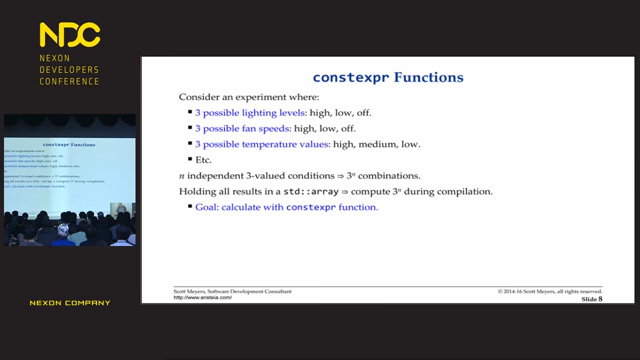 NDC
NEXON
DEVELOPERS
CONFERENCE
constexpr Functions
Consider an experiment where:
▪ 3 possible lighting levels: high, low, off.
▪ 3 possible fan speeds: high, low, off.
▪ 3 possible temperature values: high, medium, low.
▪ Etc.
n independent 3-valued conditions ⇒ 3ⁿ combinations.
Holding all results in a std::array ⇒ compute 3ⁿ during compilation.
▪ Goal: calculate with constexpr function.
Scott Meyers, Software Development Consultant
http://www.aristeia.com/
© 2014-16 Scott Meyers, all rights reserved.
Slide 8
constexpr Functions
NEXON COMPANY